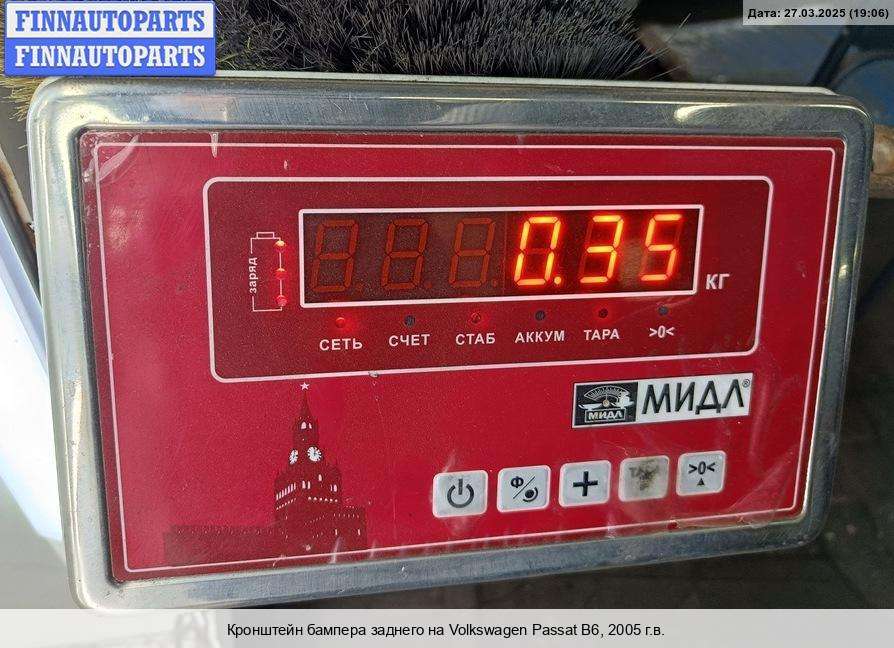 FINNAUTOPARTS
FINNAUTOPARTS
Дата: 27.03.2025 (19:06)
0.35
КГ
заряд
СЕТЬ СЧЕТ СТАБ АККУМ ТАРА >0<
МИДЛ МИДЛ®
Ф/ + >0<
Кронштейн бампера заднего на Volkswagen Passat B6, 2005 г.в.